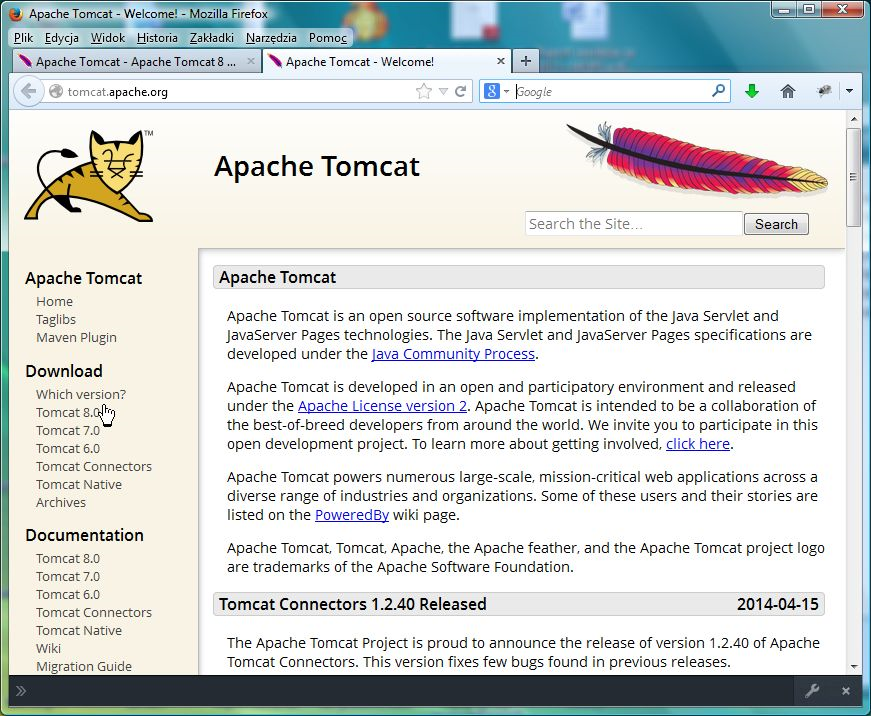 Apache Tomcat - Welcome! - Mozilla Firefox
Plik Edycja Widok Historia Zakładki Narzędzia Pomoc
Apache Tomcat - Apache Tomcat 8 ... Apache Tomcat - Welcome!
tomcat.apache.org Google
TM
Apache Tomcat
Search the Site... Search
Apache Tomcat
Home
Taglibs
Maven Plugin
Download
Which version?
Tomcat 8.0
Tomcat 7.0
Tomcat 6.0
Tomcat Connectors
Tomcat Native
Archives
Documentation
Tomcat 8.0
Tomcat 7.0
Tomcat 6.0
Tomcat Connectors
Tomcat Native
Wiki
Migration Guide
Apache Tomcat
Apache Tomcat is an open source software implementation of the Java Servlet and
JavaServer Pages technologies. The Java Servlet and JavaServer Pages specifications are
developed under the Java Community Process.
Apache Tomcat is developed in an open and participatory environment and released
under the Apache License version 2. Apache Tomcat is intended to be a collaboration of
the best-of-breed developers from around the world. We invite you to participate in this
open development project. To learn more about getting involved, click here.
Apache Tomcat powers numerous large-scale, mission-critical web applications across a
diverse range of industries and organizations. Some of these users and their stories are
listed on the PoweredBy wiki page.
Apache Tomcat, Tomcat, Apache, the Apache feather, and the Apache Tomcat project logo
are trademarks of the Apache Software Foundation.
Tomcat Connectors 1.2.40 Released 2014-04-15
The Apache Tomcat Project is proud to announce the release of version 1.2.40 of Apache
Tomcat Connectors. This version fixes few bugs found in previous releases.